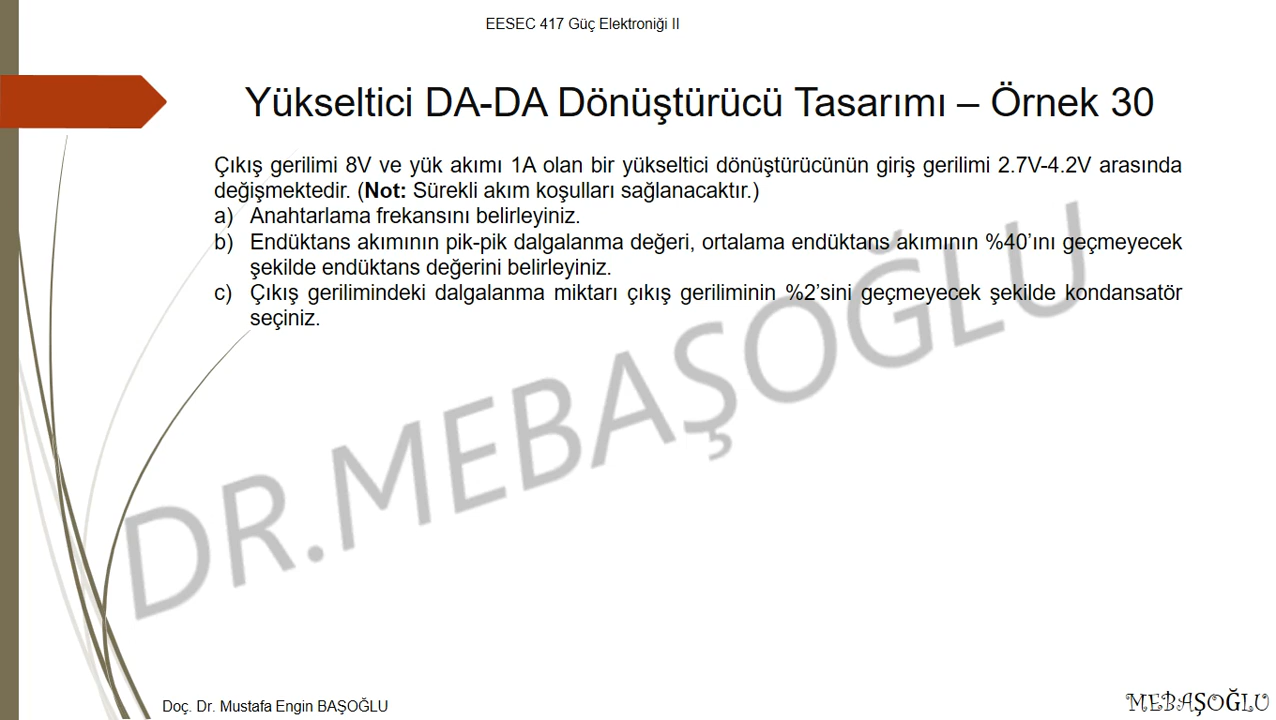 EESEC 417 Güç Elektroniği II
Yükseltici DA-DA Dönüştürücü Tasarımı – Örnek 30
Çıkış gerilimi 8V ve yük akımı 1A olan bir yükseltici dönüştürücünün giriş gerilimi 2.7V-4.2V arasında
değişmektedir. (Not: Sürekli akım koşulları sağlanacaktır.)
a) Anahtarlama frekansını belirleyiniz.
b) Endüktans akımının pik-pik dalgalanma değeri, ortalama endüktans akımının %40’ını geçmeyecek
şekilde endüktans değerini belirleyiniz.
c) Çıkış gerilimindeki dalgalanma miktarı çıkış geriliminin %2’sini geçmeyecek şekilde kondansatör
seçiniz.
DR.MEBAŞOĞLU
Doç. Dr. Mustafa Engin BAŞOĞLU
MEBAŞOĞLU